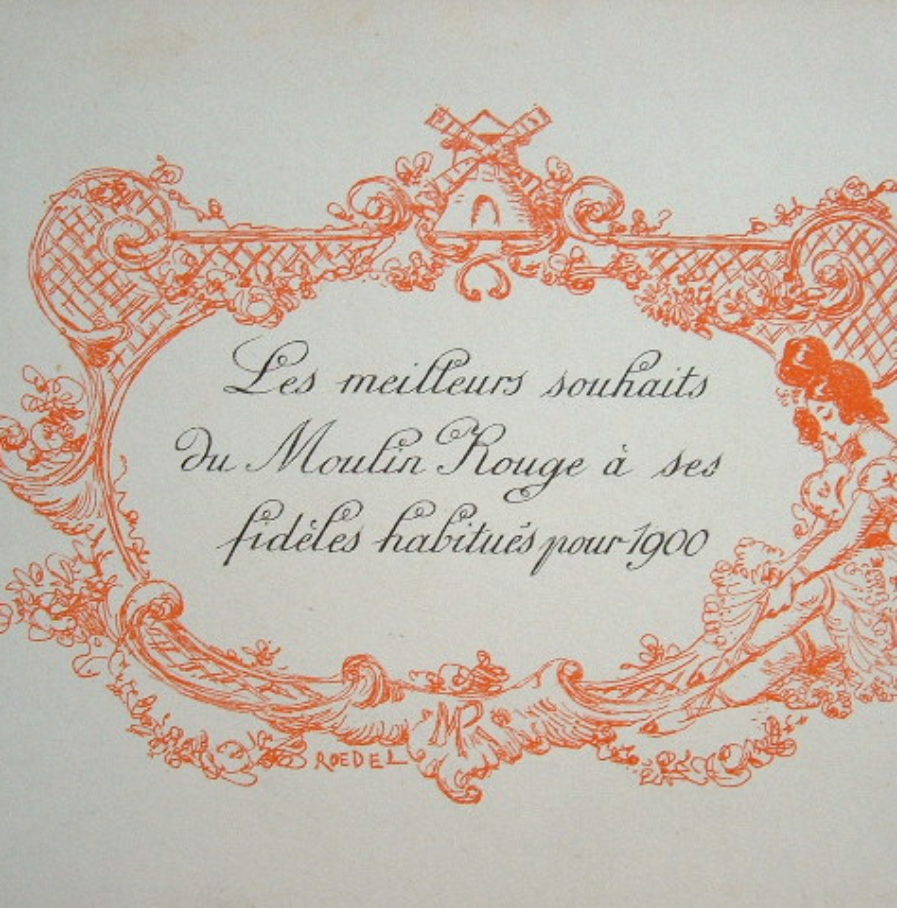 Les meilleurs souhaits
du Moulin Rouge à ses
fidèles habitués pour 1900
MR
ROEDEL